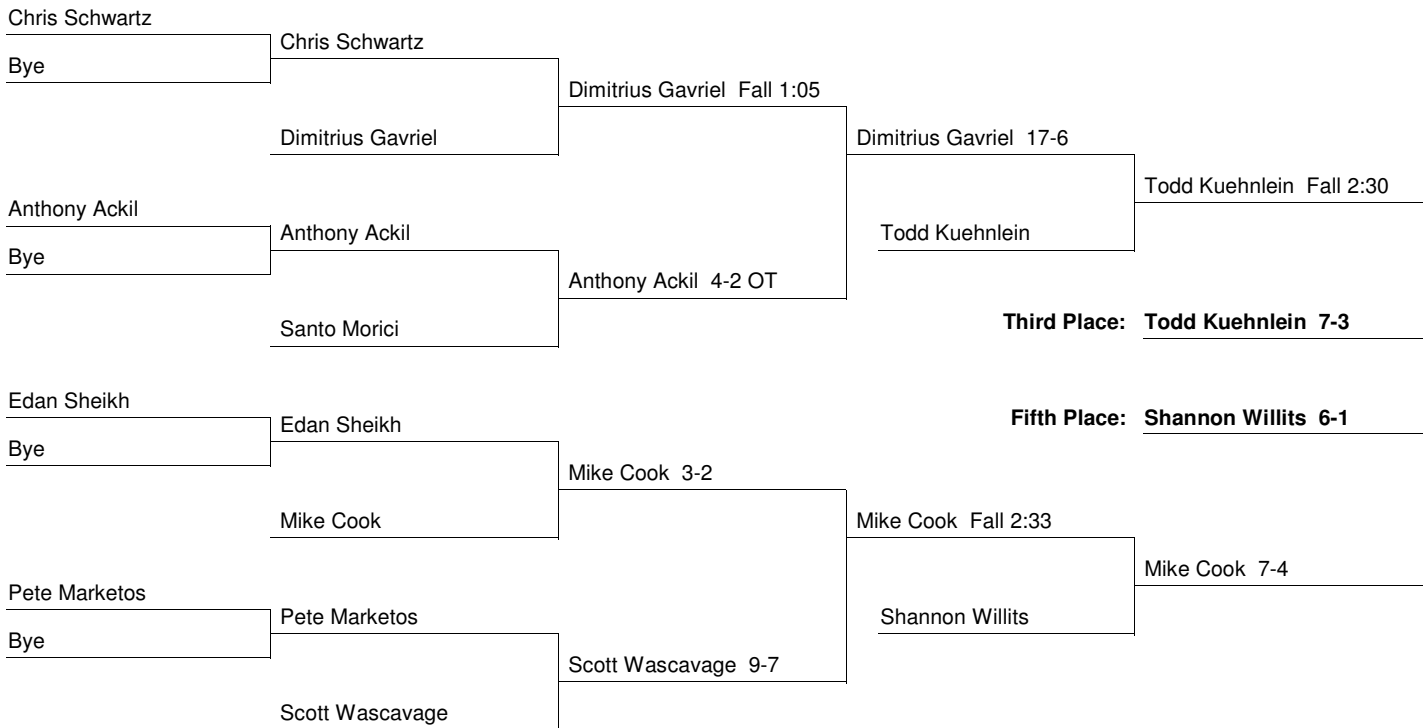 Chris Schwartz
Bye
Chris Schwartz
Dimitrius Gavriel
Dimitrius Gavriel  Fall 1:05
Anthony Ackil
Bye
Anthony Ackil
Santo Morici
Anthony Ackil  4-2 OT
Dimitrius Gavriel  17-6
Todd Kuehnlein
Todd Kuehnlein  Fall 2:30
Third Place: Todd Kuehnlein  7-3
Fifth Place: Shannon Willits  6-1
Edan Sheikh
Bye
Edan Sheikh
Mike Cook
Mike Cook  3-2
Pete Marketos
Bye
Pete Marketos
Scott Wascavage
Scott Wascavage  9-7
Mike Cook  Fall 2:33
Shannon Willits
Mike Cook  7-4